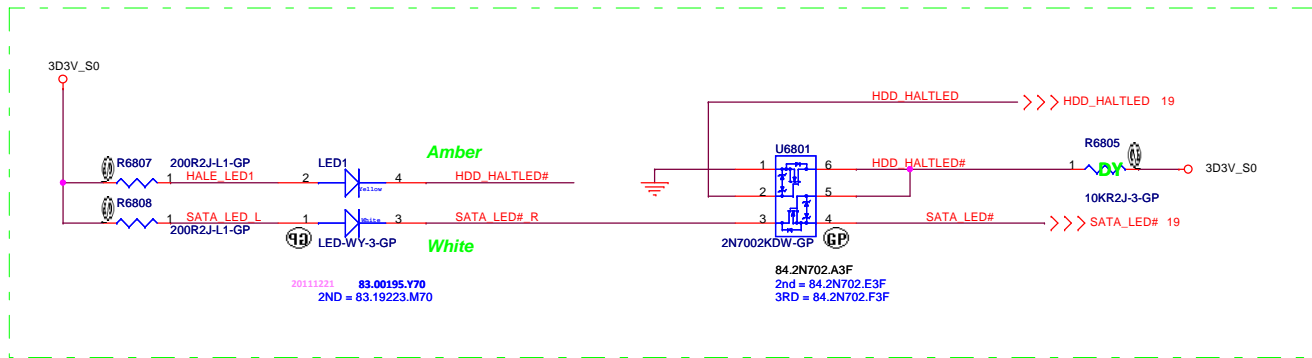 3D3V_S0
HDD_HALTLED
HDD_HALTLED 19
R6807
200R2J-L1-GP
LED1
Amber
U6801
R6805
1
HALE_LED1
2
Yellow
4
HDD_HALTLED#
1
6
HDD_HALTLED#
1
DY
3D3V_S0
2
5
10KR2J-3-GP
R6808
1
SATA_LED_L
1
White
3
SATA_LED#_R
3
4
SATA_LED#
SATA_LED# 19
200R2J-L1-GP
LED-WY-3-GP
White
2N7002KDW-GP
GP
20111221
83.00195.Y70
2ND = 83.19223.M70
84.2N702.A3F
2nd = 84.2N702.E3F
3RD = 84.2N702.F3F